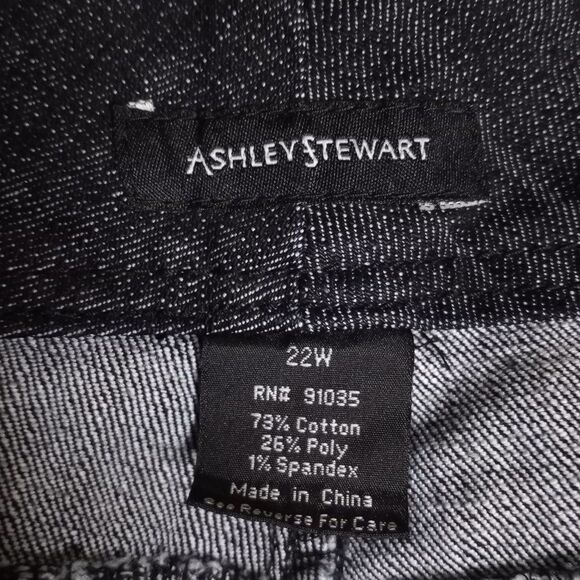 ASHLEY STEWART
22W
RN# 91035
73% Cotton
26% Poly
1% Spandex
Made in China
See Reverse For Care